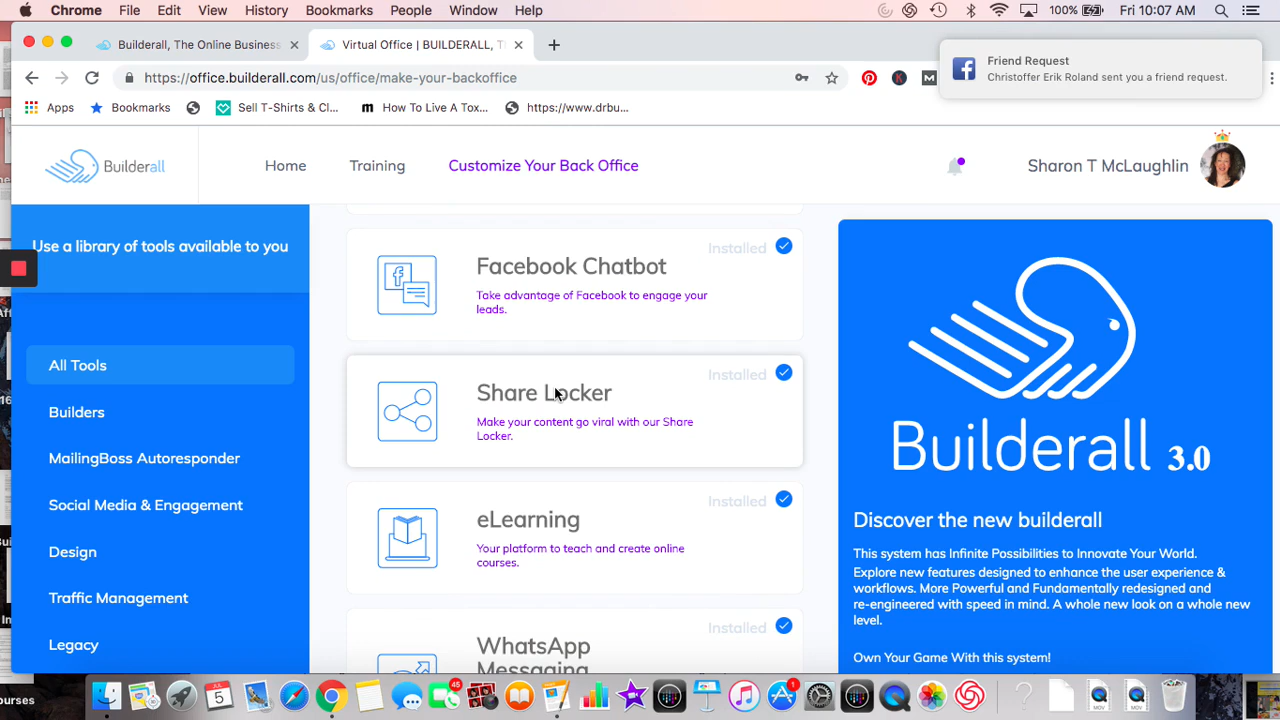 Chrome File Edit View History Bookmarks People Window Help 100% Fri 10:07 AM
Builderall, The Online Business × Virtual Office | BUILDERALL, T × +
Friend Request
Christoffer Erik Roland sent you a friend request.
https://office.builderall.com/us/office/make-your-backoffice
Apps Bookmarks Sell T-Shirts & Cl... How To Live A Tox... https://www.drbu...
Builderall Home Training Customize Your Back Office Sharon T McLaughlin
Use a library of tools available to you
All Tools
Builders
MailingBoss Autoresponder
Social Media & Engagement
Design
Traffic Management
Legacy
Installed
Facebook Chatbot
Take advantage of Facebook to engage your
leads.
Installed
Share Locker
Make your content go viral with our Share
Locker.
Installed
eLearning
Your platform to teach and create online
courses.
Installed
WhatsApp
Messaging
Builderall 3.0
Discover the new builderall
This system has Infinite Possibilities to Innovate Your World.
Explore new features designed to enhance the user experience &
workflows. More Powerful and Fundamentally redesigned and
re-engineered with speed in mind. A whole new look on a whole new
level.
Own Your Game With this system!
ourses